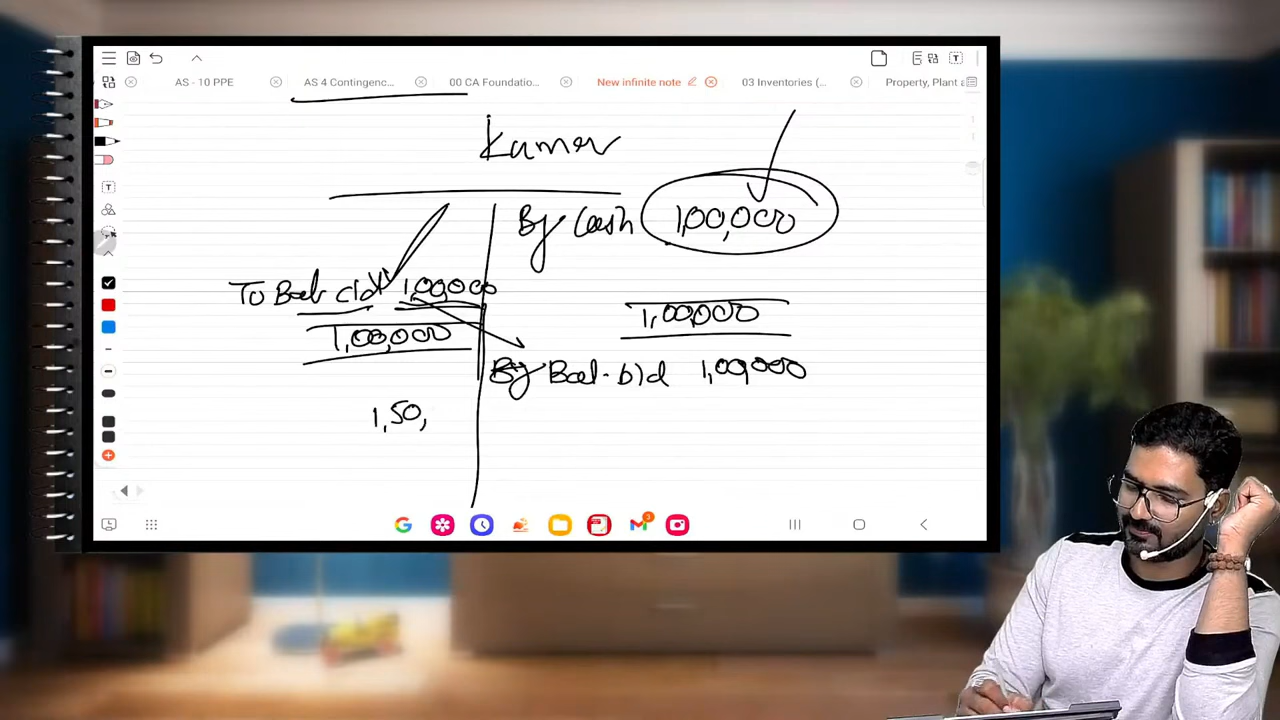 AS - 10 PPE
AS 4 Contingenc...
00 CA Foundatio...
New infinite note
03 Inventories (...
Property, Plant a
Kumar
By Cash 1,00,000
To Bal c/d 1,00,000
1,00,000
1,00,000
By Bal. b/d 1,00,000
1,50,
3